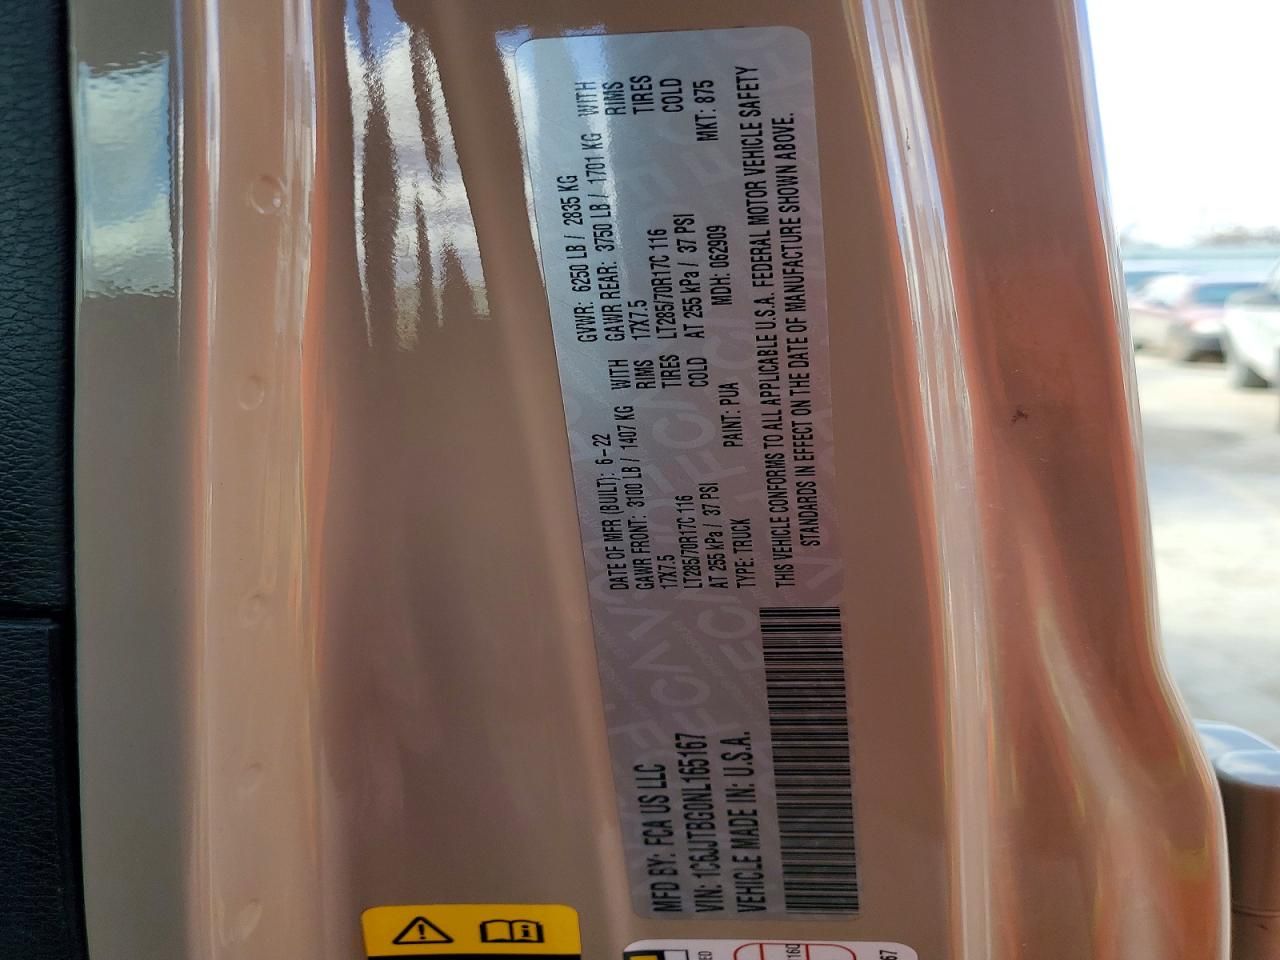 MFD BY: FCA US LLC
VIN: 1C6JJTBG0NL165167
VEHICLE MADE IN: U.S.A.
DATE OF MFR (BUILT): 6-22 GVWR: 6250 LB / 2835 KG
GAWR FRONT: 3100 LB / 1407 KG WITH GAWR REAR: 3750 LB / 1701 KG WITH
17X7.5 RIMS 17X7.5 RIMS
LT285/70R17C 116 TIRES LT285/70R17C 116 TIRES
AT 255 kPa / 37 PSI COLD AT 255 kPa / 37 PSI COLD
TYPE: TRUCK PAINT: PUA MDH: 062909 MKT: 875
THIS VEHICLE CONFORMS TO ALL APPLICABLE U.S.A. FEDERAL MOTOR VEHICLE SAFETY
STANDARDS IN EFFECT ON THE DATE OF MANUFACTURE SHOWN ABOVE.